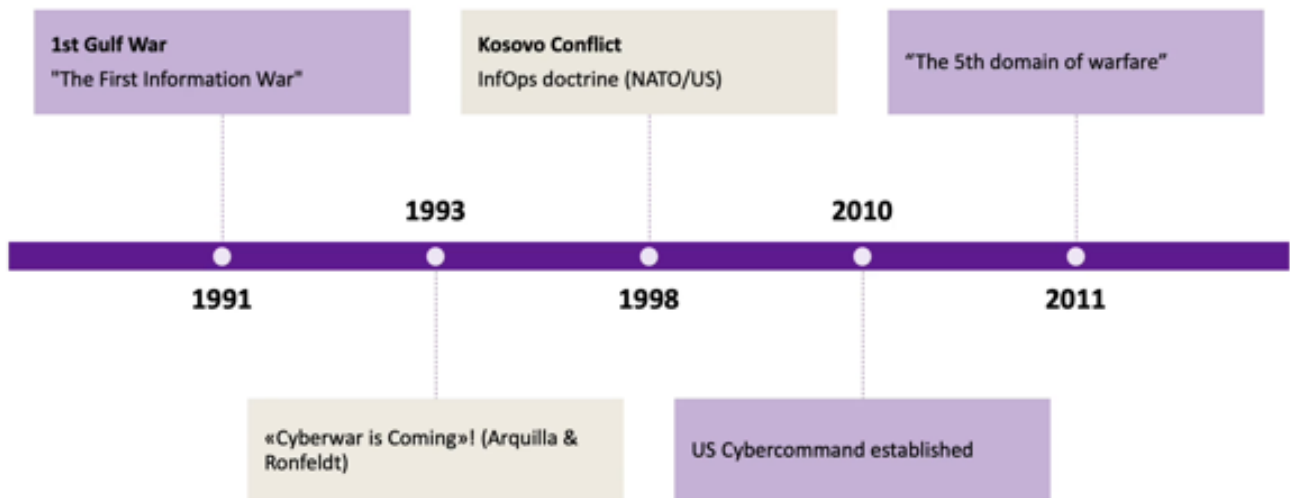 1st Gulf War
"The First Information War"
Kosovo Conflict
InfOps doctrine (NATO/US)
“The 5th domain of warfare”
1993
2010
1991
1998
2011
«Cyberwar is Coming»! (Arquilla &
Ronfeldt)
US Cybercommand established